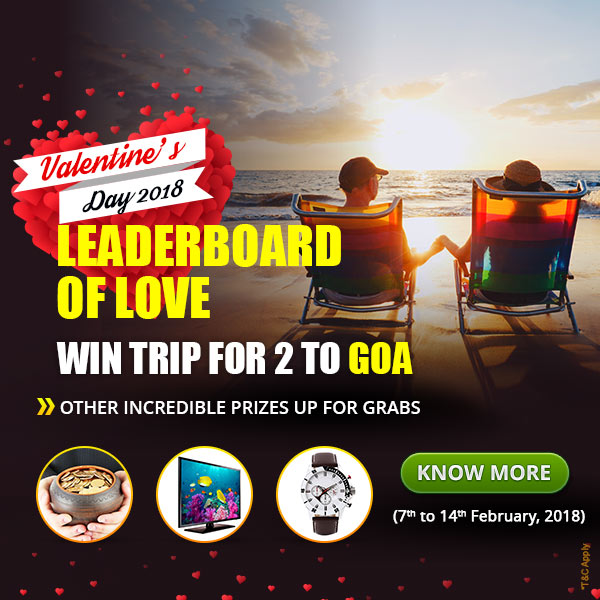 Valentine's
Day 2018
LEADERBOARD
OF LOVE
WIN TRIP FOR 2 TO GOA
OTHER INCREDIBLE PRIZES UP FOR GRABS
KNOW MORE
(7th to 14th February, 2018)
*T&C Apply